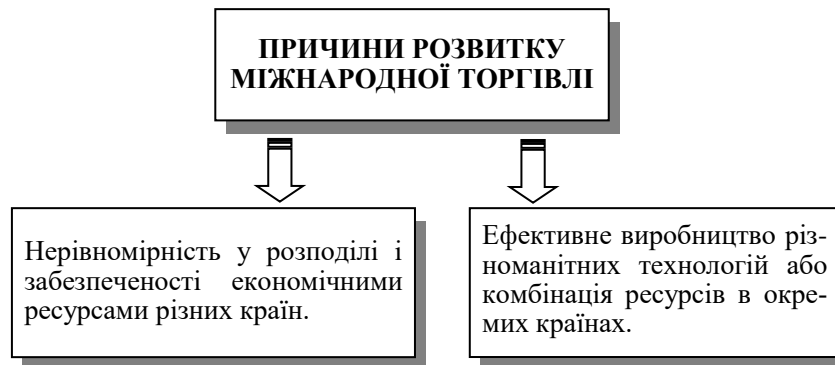 ПРИЧИНИ РОЗВИТКУ
МІЖНАРОДНОЇ ТОРГІВЛІ
Нерівномірність у розподілі і
забезпеченості економічними
ресурсами різних країн.
Ефективне виробництво різ-
номанітних технологій або
комбінація ресурсів в окре-
мих країнах.